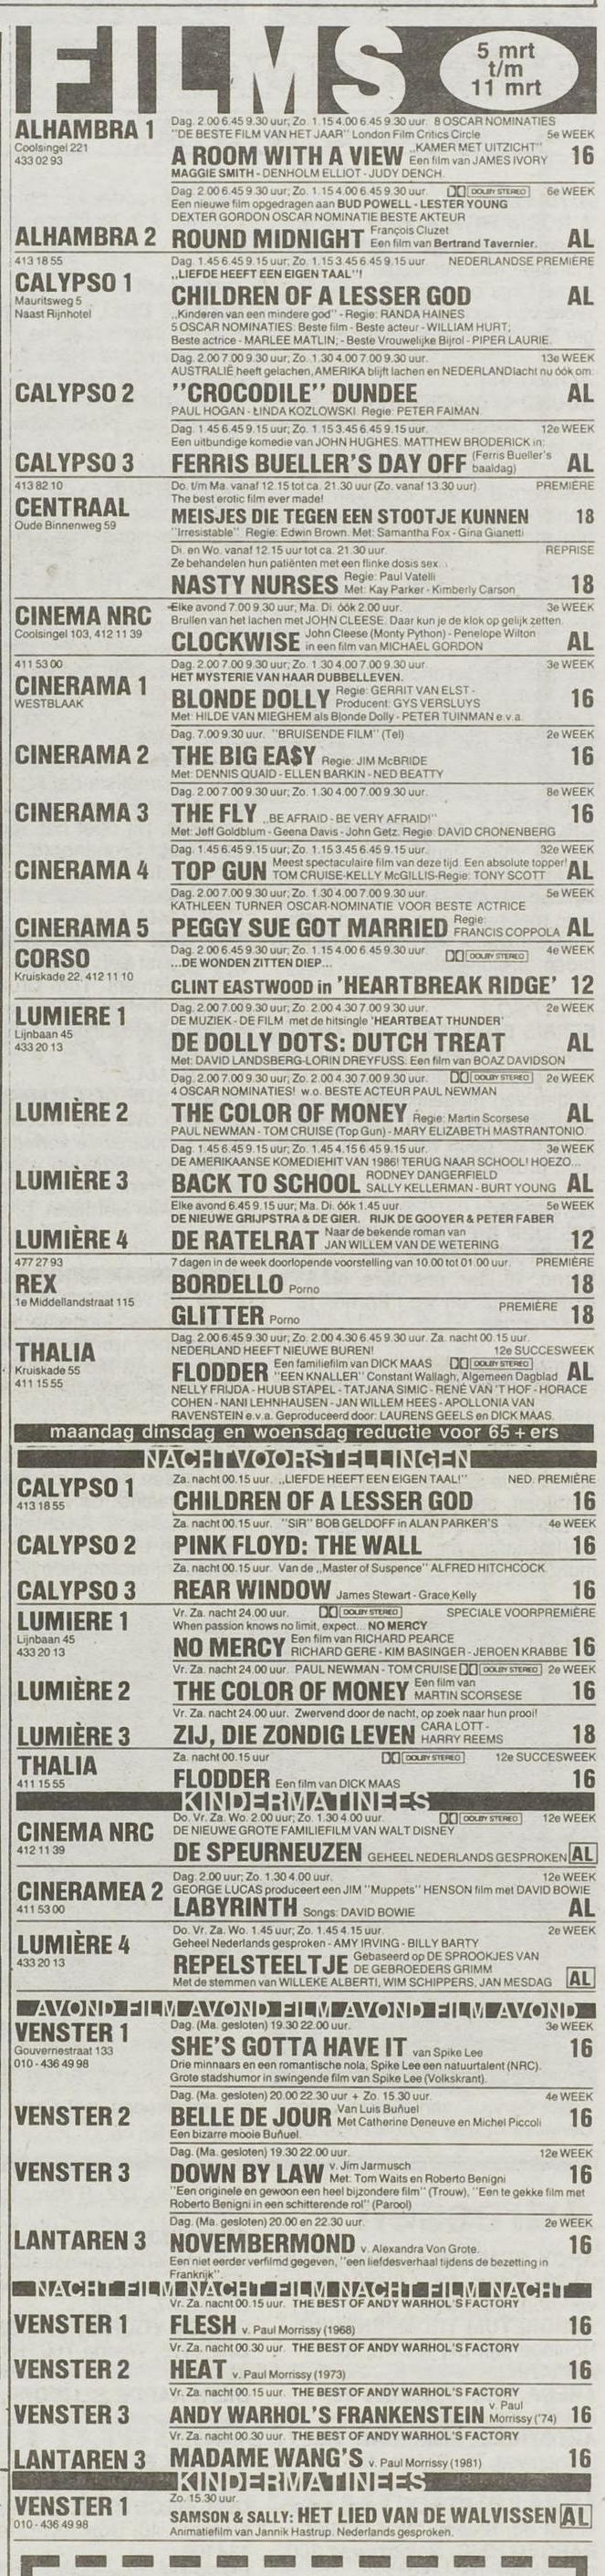 FILMS
5 mrt
t/m
11 mrt
ALHAMBRA 1
Coolsingel 221
433 02 93
Dag. 2.00 6.45 9.30 uur; Zo. 1.15 4.00 6.45 9.30 uur. 8 OSCAR NOMINATIES
"DE BESTE FILM VAN HET JAAR" London Film Critics Circle 5e WEEK
A ROOM WITH A VIEW „KAMER MET UITZICHT" Een film van JAMES IVORY 16
MAGGIE SMITH - DENHOLM ELLIOT - JUDY DENCH.
Dag. 2.00 6.45 9.30 uur; Zo. 1.15 4.00 6.45 9.30 uur. DOLBY STEREO 6e WEEK
Een nieuwe film opgedragen aan BUD POWELL - LESTER YOUNG
DEXTER GORDON OSCAR NOMINATIE BESTE AKTEUR
ALHAMBRA 2 ROUND MIDNIGHT François Cluzet Een film van Bertrand Tavernier. AL
413 18 55
CALYPSO 1
Mauritsweg 5
Naast Rijnhotel
Dag. 1.45 6.45 9.15 uur; Zo. 1.15 3.45 6.45 9.15 uur. NEDERLANDSE PREMIERE
„LIEFDE HEEFT EEN EIGEN TAAL"!
CHILDREN OF A LESSER GOD AL
„Kinderen van een mindere god" - Regie: RANDA HAINES
5 OSCAR NOMINATIES: Beste film - Beste acteur - WILLIAM HURT;
Beste actrice - MARLEE MATLIN; - Beste Vrouwelijke Bijrol - PIPER LAURIE.
Dag. 2.00 7.00 9.30 uur; Zo. 1.30 4.00 7.00 9.30 uur. 13e WEEK
AUSTRALIË heeft gelachen, AMERIKA blijft lachen en NEDERLAND lacht nu óók om:
CALYPSO 2 "CROCODILE" DUNDEE AL
PAUL HOGAN - LINDA KOZLOWSKI. Regie: PETER FAIMAN.
Dag. 1.45 6.45 9.15 uur; Zo. 1.15 3.45 6.45 9.15 uur. 12e WEEK
Een uitbundige komedie van JOHN HUGHES. MATTHEW BRODERICK in:
CALYPSO 3 FERRIS BUELLER'S DAY OFF (Ferris Bueller's baaldag) AL
413 82 10
CENTRAAL
Oude Binnenweg 59
Do. t/m Ma. vanaf 12.15 tot ca. 21.30 uur (Zo. vanaf 13.30 uur). PREMIÈRE
The best erotic film ever made!
MEISJES DIE TEGEN EEN STOOTJE KUNNEN 18
"Irresistable" Regie: Edwin Brown. Met: Samantha Fox - Gina Gianetti
Di. en Wo. vanaf 12.15 uur tot ca. 21.30 uur. REPRISE
Ze behandelen hun patiënten met een flinke dosis sex...
NASTY NURSES Regie: Paul Vatelli Met: Kay Parker - Kimberly Carson 18
CINEMA NRC
Coolsingel 103, 412 11 39
Elke avond 7.00 9.30 uur; Ma. Di. óók 2.00 uur. 3e WEEK
Brullen van het lachen met JOHN CLEESE. Daar kun je de klok op gelijk zetten.
CLOCKWISE John Cleese (Monty Python) - Penelope Wilton in een film van MICHAEL GORDON AL
411 53 00
CINERAMA 1
WESTBLAAK
Dag. 2.00 7.00 9.30 uur; Zo. 1.30 4.00 7.00 9.30 uur. 3e WEEK
HET MYSTERIE VAN HAAR DUBBELLEVEN.
BLONDE DOLLY Regie: GERRIT VAN ELST - Producent: GYS VERSLUYS 16
Met: HILDE VAN MIEGHEM als Blonde Dolly - PETER TUINMAN e.v.a.
Dag. 7.00 9.30 uur. "BRUISENDE FILM" (Tel) 2e WEEK
CINERAMA 2 THE BIG EA$Y Regie: JIM McBRIDE 16
Met: DENNIS QUAID - ELLEN BARKIN - NED BEATTY
Dag. 2.00 7.00 9.30 uur; Zo. 1.30 4.00 7.00 9.30 uur. 8e WEEK
CINERAMA 3 THE FLY „BE AFRAID - BE VERY AFRAID!" 16
Met: Jeff Goldblum - Geena Davis - John Getz. Regie: DAVID CRONENBERG
Dag. 1.45 6.45 9.15 uur; Zo. 1.15 3.45 6.45 9.15 uur. 32e WEEK
CINERAMA 4 TOP GUN Meest spectaculaire film van deze tijd. Een absolute topper! TOM CRUISE-KELLY McGILLIS-Regie: TONY SCOTT AL
Dag. 2.00 7.00 9.30 uur; Zo. 1.30 4.00 7.00 9.30 uur. 5e WEEK
KATHLEEN TURNER OSCAR-NOMINATIE VOOR BESTE ACTRICE
CINERAMA 5 PEGGY SUE GOT MARRIED Regie: FRANCIS COPPOLA AL
CORSO
Kruiskade 22, 412 11 10
Dag. 2.00 6.45 9.30 uur; Zo. 1.15 4.00 6.45 9.30 uur. DOLBY STEREO 4e WEEK
...DE WONDEN ZITTEN DIEP...
CLINT EASTWOOD in 'HEARTBREAK RIDGE' 12
LUMIERE 1
Lijnbaan 45
433 20 13
Dag. 2.00 7.00 9.30 uur; Zo. 2.00 4.30 7.00 9.30 uur. 2e WEEK
DE MUZIEK - DE FILM met de hitsingle 'HEARTBEAT THUNDER'
DE DOLLY DOTS: DUTCH TREAT AL
Met: DAVID LANDSBERG-LORIN DREYFUSS. Een film van BOAZ DAVIDSON
Dag. 2.00 7.00 9.30 uur; Zo. 2.00 4.30 7.00 9.30 uur. DOLBY STEREO 2e WEEK
4 OSCAR NOMINATIES! w.o. BESTE ACTEUR PAUL NEWMAN
LUMIÈRE 2 THE COLOR OF MONEY Regie: Martin Scorsese AL
PAUL NEWMAN - TOM CRUISE (Top Gun) - MARY ELIZABETH MASTRANTONIO
Dag. 1.45 6.45 9.15 uur; Zo. 1.45 4.15 6.45 9.15 uur. 3e WEEK
DE AMERIKAANSE KOMEDIEHIT VAN 1986! TERUG NAAR SCHOOL! HOEZO...
LUMIÈRE 3 BACK TO SCHOOL RODNEY DANGERFIELD SALLY KELLERMAN - BURT YOUNG AL
Elke avond 6.45 9.15 uur; Ma. Di. óók 1.45 uur. 5e WEEK
DE NIEUWE GRIJPSTRA & DE GIER. RIJK DE GOOYER & PETER FABER
LUMIÈRE 4 DE RATELRAT Naar de bekende roman van JAN WILLEM VAN DE WETERING 12
477 27 93
REX
1e Middellandstraat 115
7 dagen in de week doorlopende voorstelling van 10.00 tot 01.00 uur. PREMIÈRE
BORDELLO Porno 18
PREMIÈRE
GLITTER Porno 18
THALIA
Kruiskade 55
411 15 55
Dag. 2.00 6.45 9.30 uur; Zo. 2.00 4.30 6.45 9.30 uur. Za. nacht 00.15 uur.
NEDERLAND HEEFT NIEUWE BUREN! 12e SUCCESWEEK
FLODDER Een familiefilm van DICK MAAS DOLBY STEREO "EEN KNALLER" Constant Wallagh, Algemeen Dagblad AL
NELLY FRIJDA - HUUB STAPEL - TATJANA SIMIC - RENÉ VAN 'T HOF - HORACE
COHEN - NANI LEHNHAUSEN - JAN WILLEM HEES - APOLLONIA VAN
RAVENSTEIN e.v.a. Geproduceerd door: LAURENS GEELS en DICK MAAS.
maandag dinsdag en woensdag reductie voor 65 + ers
NACHTVOORSTELLINGEN
CALYPSO 1
413 18 55
Za. nacht 00.15 uur. „LIEFDE HEEFT EEN EIGEN TAAL!" NED. PREMIÈRE
CHILDREN OF A LESSER GOD 16
Za. nacht 00.15 uur. "SIR" BOB GELDOFF in ALAN PARKER'S 4e WEEK
CALYPSO 2 PINK FLOYD: THE WALL 16
Za. nacht 00.15 uur. Van de „Master of Suspence" ALFRED HITCHCOCK
CALYPSO 3 REAR WINDOW James Stewart - Grace Kelly 16
LUMIERE 1
Lijnbaan 45
433 20 13
Vr. Za. nacht 24.00 uur. DOLBY STEREO SPECIALE VOORPREMIÈRE
When passion knows no limit, expect... NO MERCY
NO MERCY Een film van RICHARD PEARCE RICHARD GERE - KIM BASINGER - JEROEN KRABBE 16
Vr. Za. nacht 24.00 uur. PAUL NEWMAN - TOM CRUISE DOLBY STEREO 2e WEEK
LUMIÈRE 2 THE COLOR OF MONEY Een film van MARTIN SCORSESE 16
Vr. Za. nacht 24.00 uur. Zwervend door de nacht, op zoek naar hun prooi!
LUMIÈRE 3 ZIJ, DIE ZONDIG LEVEN CARA LOTT - HARRY REEMS 18
THALIA
411 15 55
Za. nacht 00.15 uur DOLBY STEREO 12e SUCCESWEEK
FLODDER Een film van DICK MAAS 16
KINDERMATINEES
CINEMA NRC
412 11 39
Do. Vr. Za. Wo. 2.00 uur; Zo. 1.30 4.00 uur. DOLBY STEREO 12e WEEK
DE NIEUWE GROTE FAMILIEFILM VAN WALT DISNEY
DE SPEURNEUZEN GEHEEL NEDERLANDS GESPROKEN AL
CINERAMEA 2
411 53 00
Dag. 2.00 uur; Zo. 1.30 4.00 uur. 12e WEEK
GEORGE LUCAS produceert een JIM "Muppets" HENSON film met DAVID BOWIE
LABYRINTH Songs: DAVID BOWIE AL
LUMIÈRE 4
433 20 13
Do. Vr. Za. Wo. 1.45 uur; Zo. 1.45 4.15 uur. 2e WEEK
Geheel Nederlands gesproken - AMY IRVING - BILLY BARTY
REPELSTEELTJE Gebaseerd op DE SPROOKJES VAN DE GEBROEDERS GRIMM
Met de stemmen van WILLEKE ALBERTI, WIM SCHIPPERS, JAN MESDAG AL
AVOND FILM AVOND FILM AVOND FILM AVOND
VENSTER 1
Gouvernestraat 133
010 - 436 49 98
Dag. (Ma. gesloten) 19.30 22.00 uur. 3e WEEK
SHE'S GOTTA HAVE IT van Spike Lee 16
Drie minnaars en een romantische nola, Spike Lee een natuurtalent (NRC).
Grote stadshumor in swingende film van Spike Lee (Volkskrant).
Dag. (Ma. gesloten) 20.00 22.30 uur + Zo. 15.30 uur. 4e WEEK
VENSTER 2 BELLE DE JOUR Van Luis Buñuel Met Catherine Deneuve en Michel Piccoli 16
Een bizarre mooie Buñuel.
Dag. (Ma. gesloten) 19.30 22.00 uur. 12e WEEK
VENSTER 3 DOWN BY LAW v. Jim Jarmusch Met: Tom Waits en Roberto Benigni 16
"Een originele en gewoon een heel bijzondere film" (Trouw), "Een te gekke film met
Roberto Benigni in een schitterende rol" (Parool)
Dag. (Ma. gesloten) 20.00 en 22.30 uur. 2e WEEK
LANTAREN 3 NOVEMBERMOND v. Alexandra Von Grote. 16
Een niet eerder verfilmd gegeven, "een liefdesverhaal tijdens de bezetting in
Frankrijk".
NACHT FILM NACHT FILM NACHT FILM NACHT
Vr. Za. nacht 00.15 uur. THE BEST OF ANDY WARHOL'S FACTORY
VENSTER 1 FLESH v. Paul Morrissy (1968) 16
Vr. Za. nacht 00.30 uur. THE BEST OF ANDY WARHOL'S FACTORY
VENSTER 2 HEAT v. Paul Morrissy (1973) 16
Vr. Za. nacht 00.15 uur. THE BEST OF ANDY WARHOL'S FACTORY
VENSTER 3 ANDY WARHOL'S FRANKENSTEIN v. Paul Morrissy ('74) 16
Vr. Za. nacht 00.30 uur. THE BEST OF ANDY WARHOL'S FACTORY
LANTAREN 3 MADAME WANG'S v. Paul Morrissy (1981) 16
KINDERMATINEES
VENSTER 1
010 - 436 49 98
Zo. 15.30 uur.
SAMSON & SALLY: HET LIED VAN DE WALVISSEN AL
Animatiefilm van Jannik Hastrup. Nederlands gesproken.